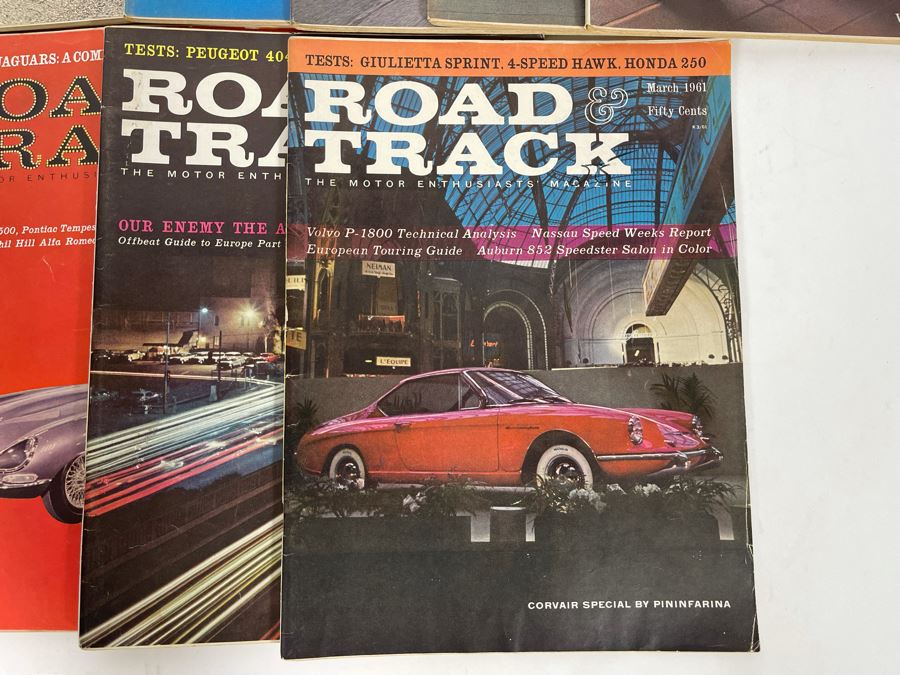 JAGUARS: A COM
OA
RA
OR ENTHUSI
500, Pontiac Tempes
hil Hill Alfa Romeo
TESTS: PEUGEOT 404
ROA
TRA
THE MOTOR ENTH
OUR ENEMY THE A
Offbeat Guide to Europe Part
TESTS: GIULIETTA SPRINT, 4-SPEED HAWK, HONDA 250
ROAD &
TRACK
March 1961
Fifty Cents
THE MOTOR ENTHUSIASTS' MAGAZINE
Volvo P-1800 Technical Analysis Nassau Speed Weeks Report
European Touring Guide Auburn 852 Speedster Salon in Color
NEIMAN
L'EQUIPE
CORVAIR SPECIAL BY PININFARINA